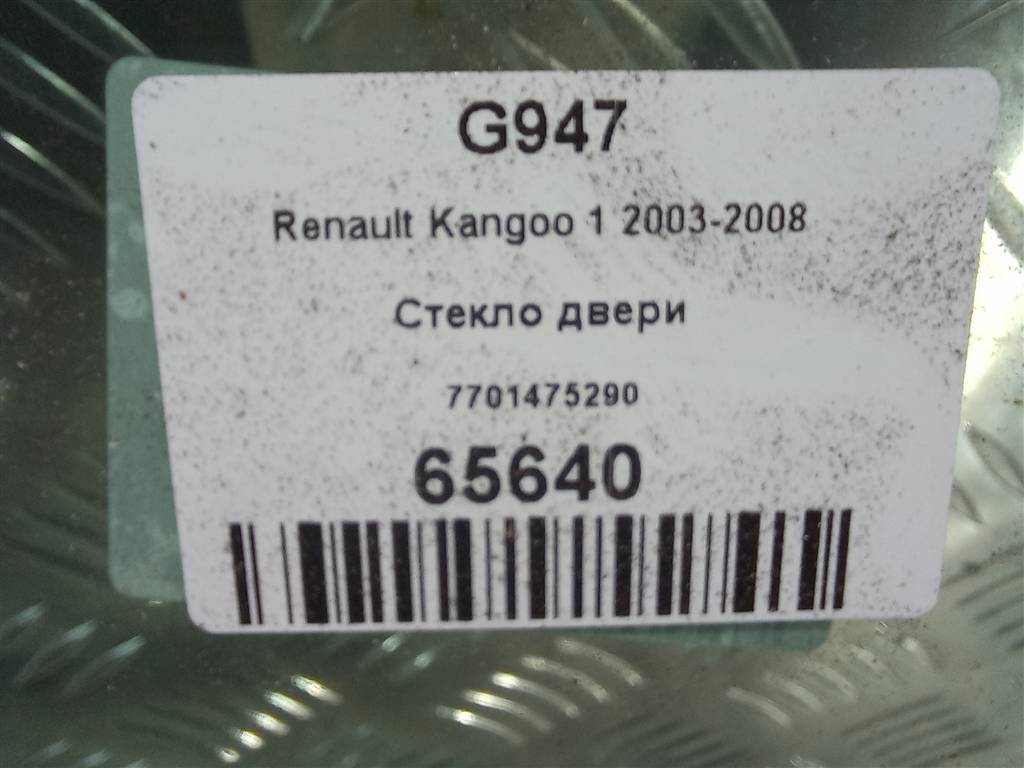 G947
Renault Kangoo 1 2003-2008
Стекло двери
7701475290
65640